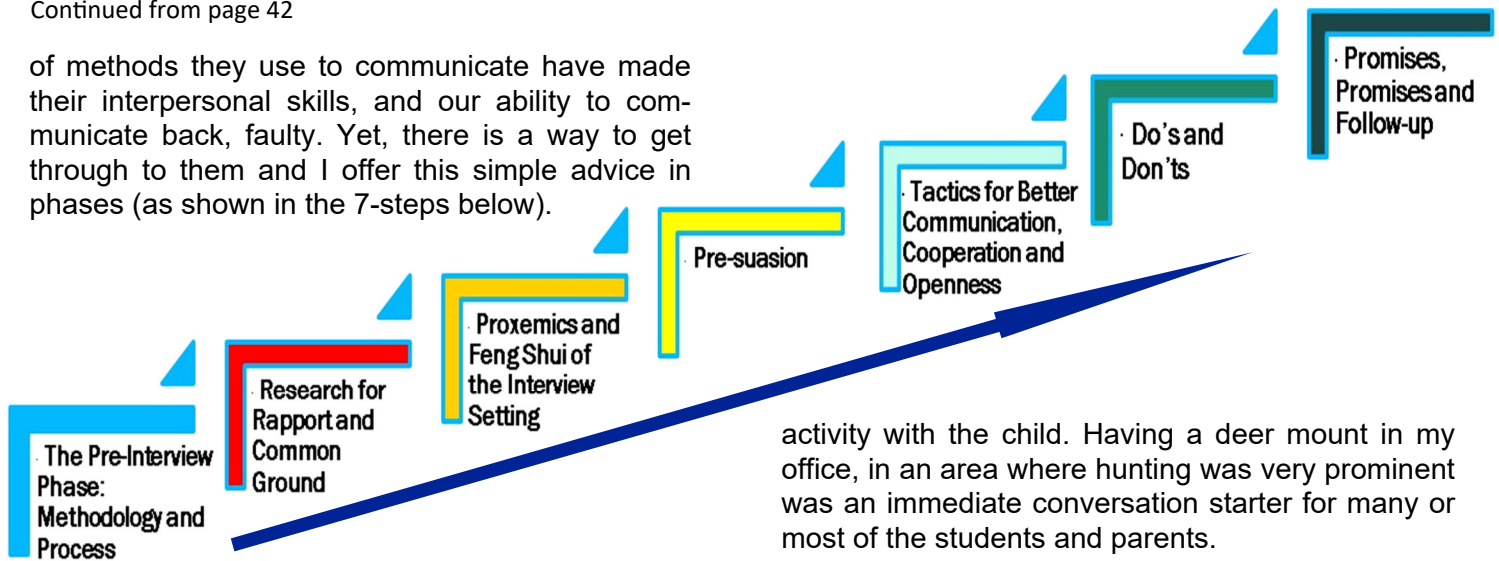 Continued from page 42
of methods they use to communicate have made
their interpersonal skills, and our ability to com-
municate back, faulty. Yet, there is a way to get
through to them and I offer this simple advice in
phases (as shown in the 7-steps below).
· The Pre-Interview
Phase:
Methodology and
Process
· Research for
Rapport and
Common
Ground
· Proxemics and
Feng Shui of
the Interview
Setting
· Pre-suasion
· Tactics for Better
Communication,
Cooperation and
Openness
· Do's and
Don'ts
· Promises,
Promises and
Follow-up
activity with the child. Having a deer mount in my
office, in an area where hunting was very prominent
was an immediate conversation starter for many or
most of the students and parents.